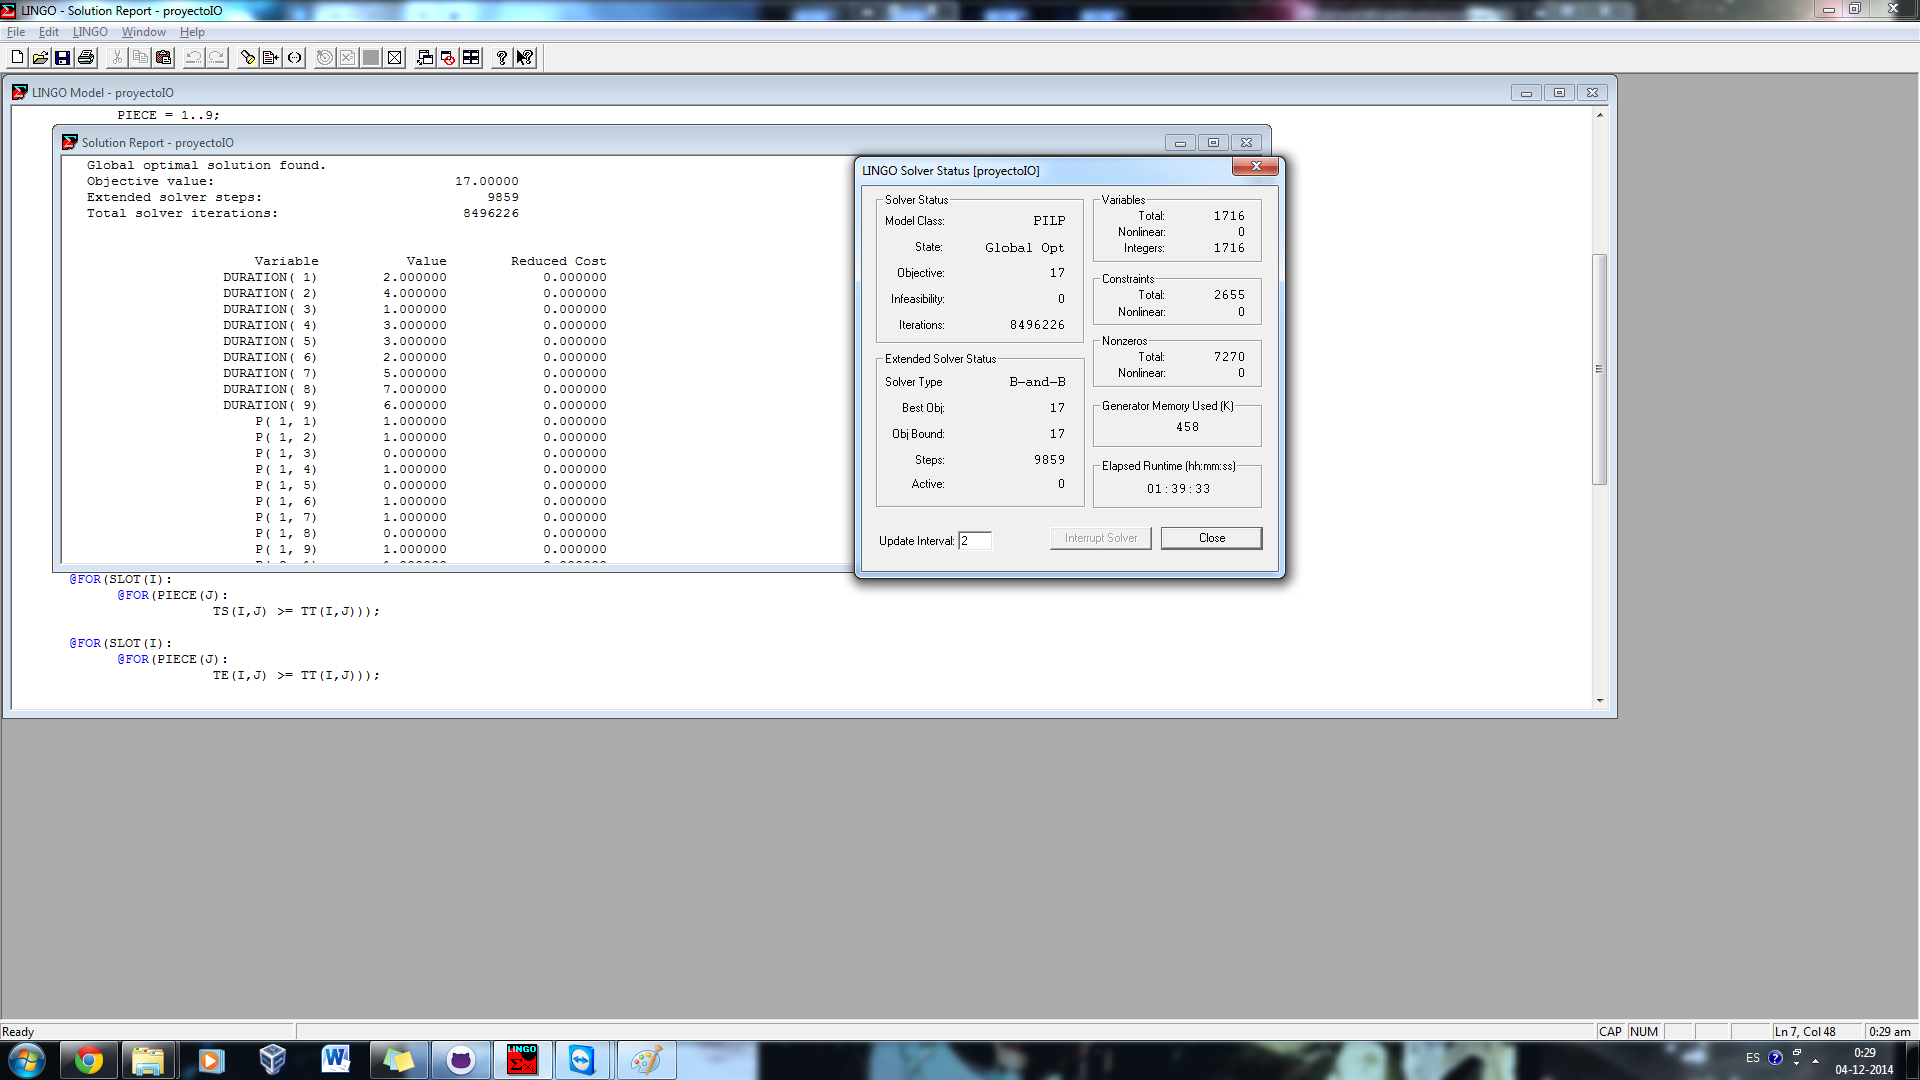 LINGO - Solution Report - proyectoIO
File Edit LINGO Window Help
LINGO Model - proyectoIO
PIECE = 1..9;
Solution Report - proyectoIO
Global optimal solution found.
Objective value: 17.00000
Extended solver steps: 9859
Total solver iterations: 8496226
Variable Value Reduced Cost
DURATION( 1) 2.000000 0.000000
DURATION( 2) 4.000000 0.000000
DURATION( 3) 1.000000 0.000000
DURATION( 4) 3.000000 0.000000
DURATION( 5) 3.000000 0.000000
DURATION( 6) 2.000000 0.000000
DURATION( 7) 5.000000 0.000000
DURATION( 8) 7.000000 0.000000
DURATION( 9) 6.000000 0.000000
P( 1, 1) 1.000000 0.000000
P( 1, 2) 1.000000 0.000000
P( 1, 3) 0.000000 0.000000
P( 1, 4) 1.000000 0.000000
P( 1, 5) 0.000000 0.000000
P( 1, 6) 1.000000 0.000000
P( 1, 7) 1.000000 0.000000
P( 1, 8) 0.000000 0.000000
P( 1, 9) 1.000000 0.000000
LINGO Solver Status [proyectoIO]
Solver Status
Model Class: PILP
State: Global Opt
Objective: 17
Infeasibility: 0
Iterations: 8496226
Extended Solver Status
Solver Type B-and-B
Best Obj: 17
Obj Bound: 17
Steps: 9859
Active: 0
Update Interval: 2
Variables
Total: 1716
Nonlinear: 0
Integers: 1716
Constraints
Total: 2655
Nonlinear: 0
Nonzeros
Total: 7270
Nonlinear: 0
Generator Memory Used (K)
458
Elapsed Runtime (hh:mm:ss)
01:39:33
Interrupt Solver Close
@FOR(SLOT(I):
@FOR(PIECE(J):
TS(I,J) >= TT(I,J)));
@FOR(SLOT(I):
@FOR(PIECE(J):
TE(I,J) >= TT(I,J)));
Ready CAP NUM Ln 7, Col 48 0:29 am
LINGO
ES 0:29
04-12-2014